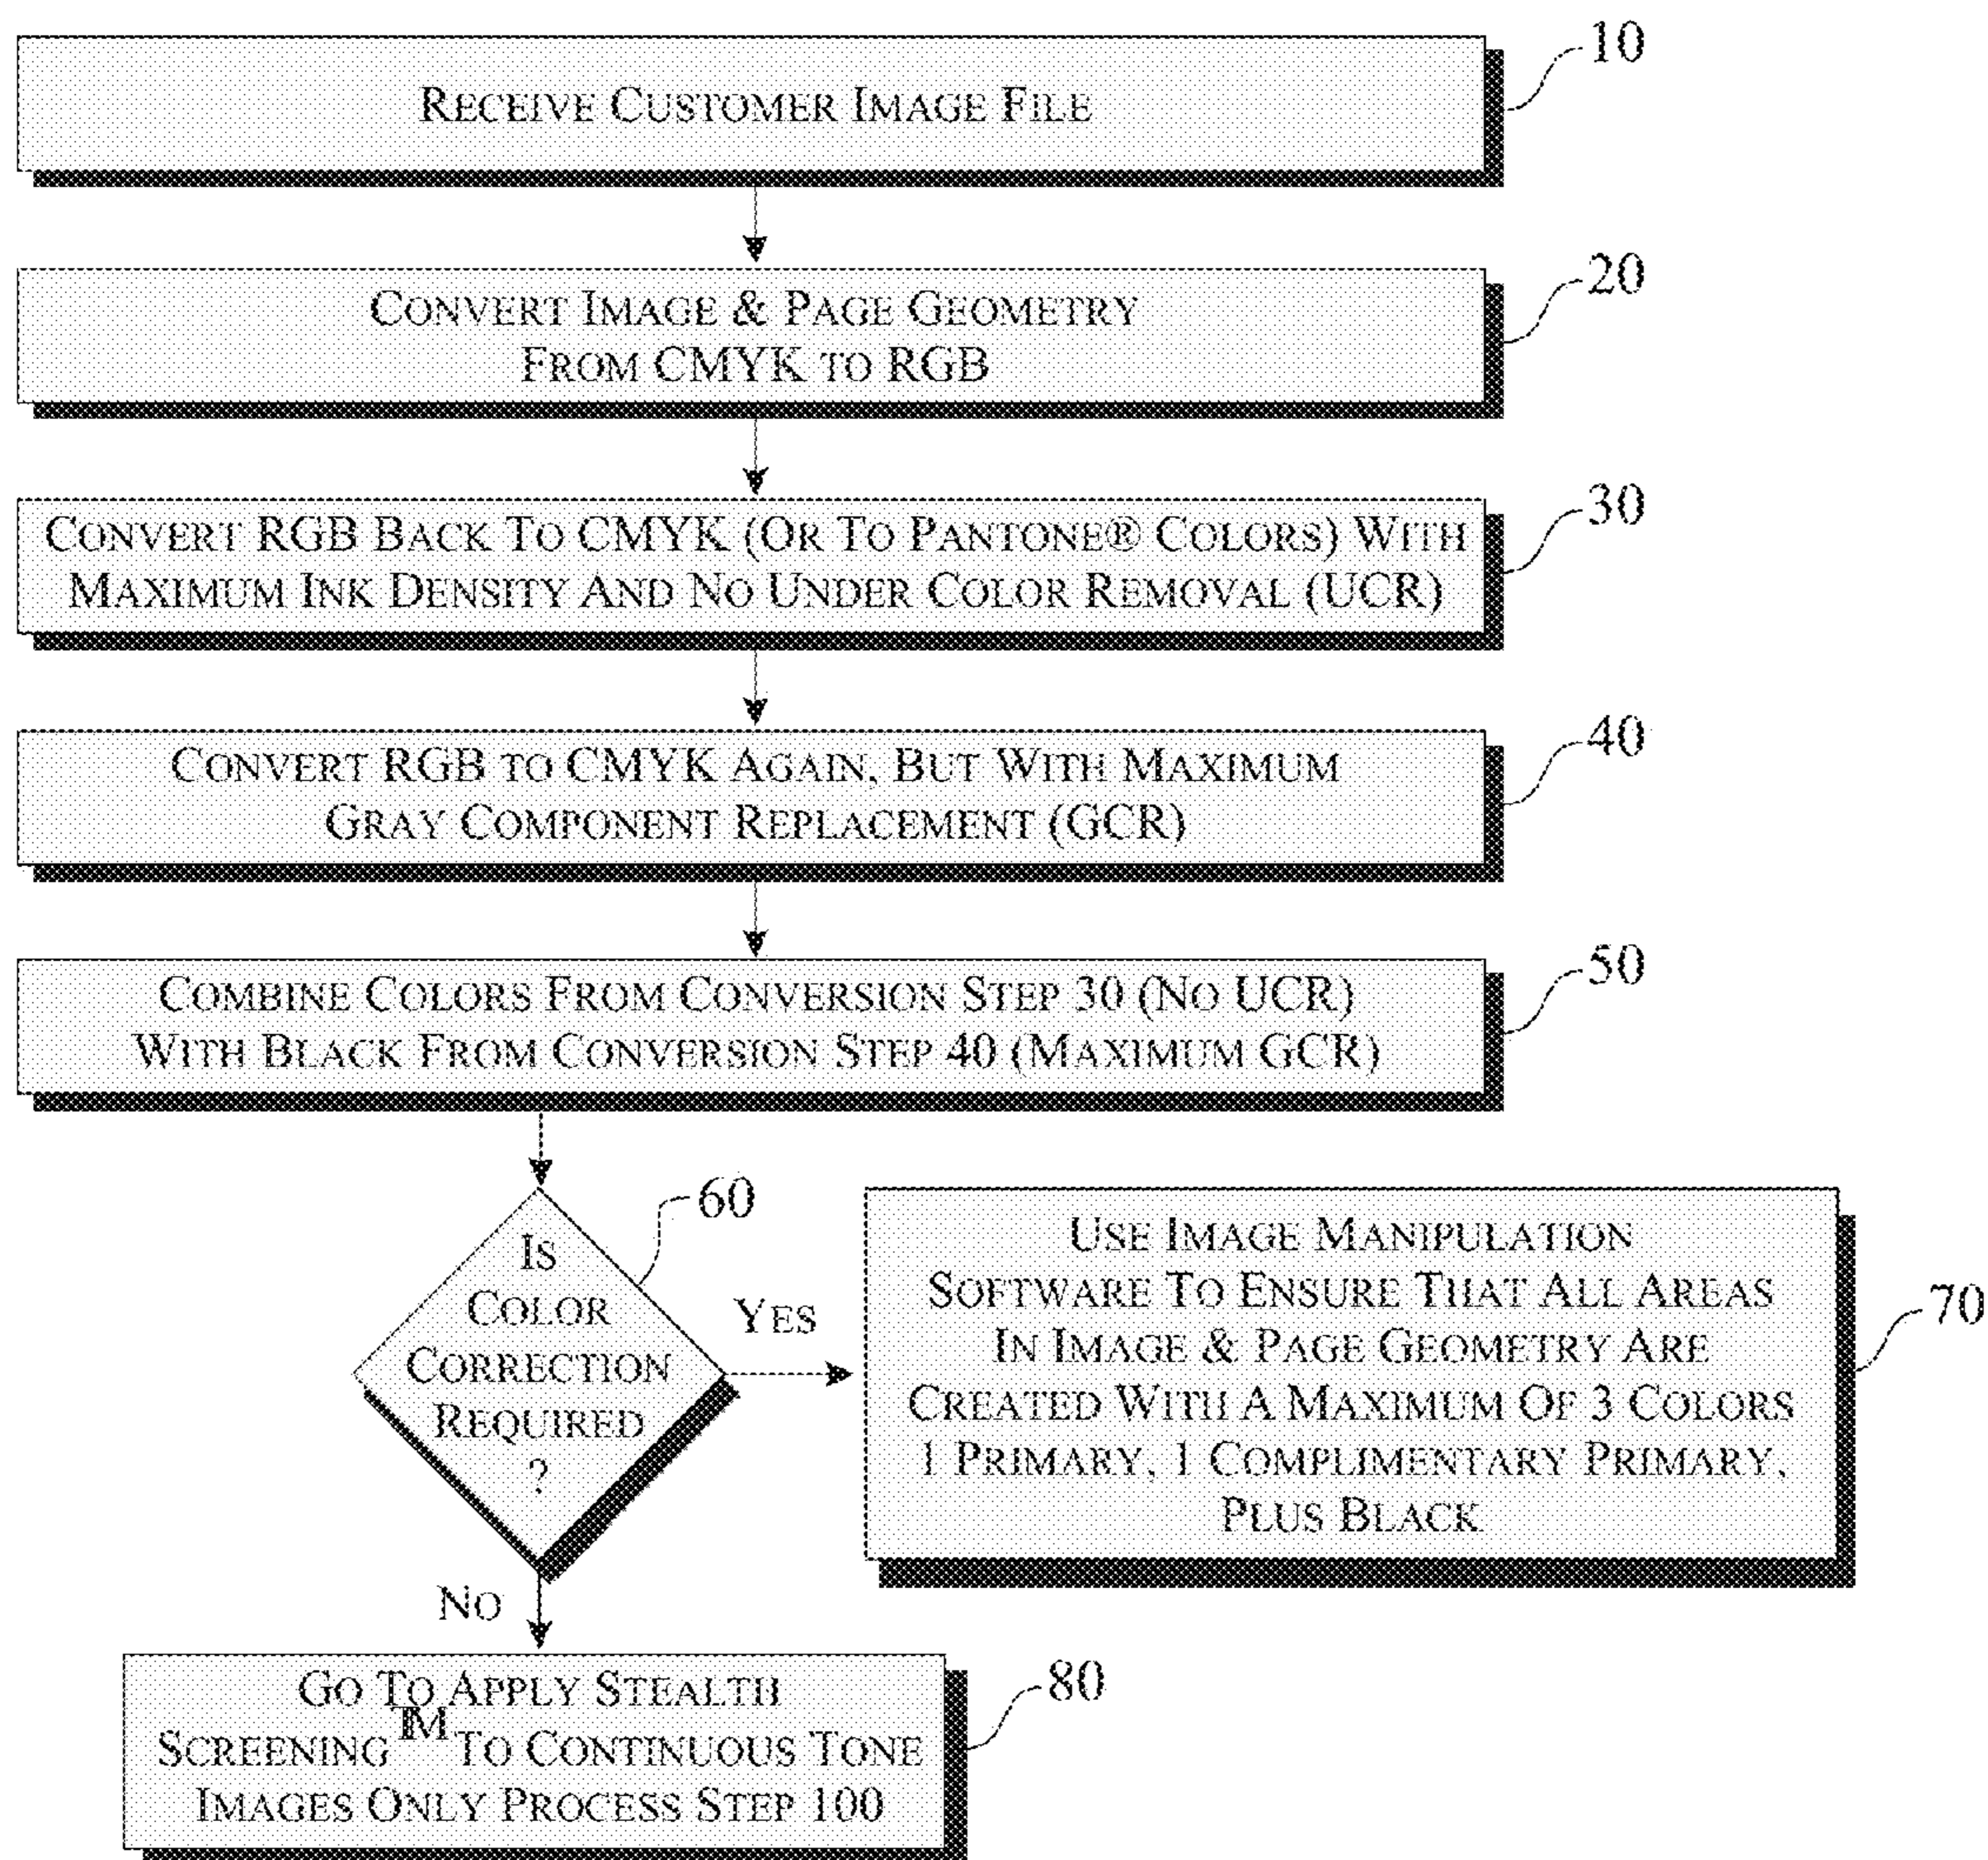 RECEIVE CUSTOMER IMAGE FILE
10
CONVERT IMAGE & PAGE GEOMETRY
FROM CMYK TO RGB
20
CONVERT RGB BACK TO CMYK (OR TO PANTONE® COLORS) WITH
MAXIMUM INK DENSITY AND NO UNDER COLOR REMOVAL (UCR)
30
CONVERT RGB TO CMYK AGAIN, BUT WITH MAXIMUM
GRAY COMPONENT REPLACEMENT (GCR)
40
COMBINE COLORS FROM CONVERSION STEP 30 (NO UCR)
WITH BLACK FROM CONVERSION STEP 40 (MAXIMUM GCR)
50
IS
COLOR
CORRECTION
REQUIRED
?
60
YES
USE IMAGE MANIPULATION
SOFTWARE TO ENSURE THAT ALL AREAS
IN IMAGE & PAGE GEOMETRY ARE
CREATED WITH A MAXIMUM OF 3 COLORS
1 PRIMARY, 1 COMPLIMENTARY PRIMARY,
PLUS BLACK
70
NO
GO TO APPLY STEALTH
SCREENING™ TO CONTINUOUS TONE
IMAGES ONLY PROCESS STEP 100
80